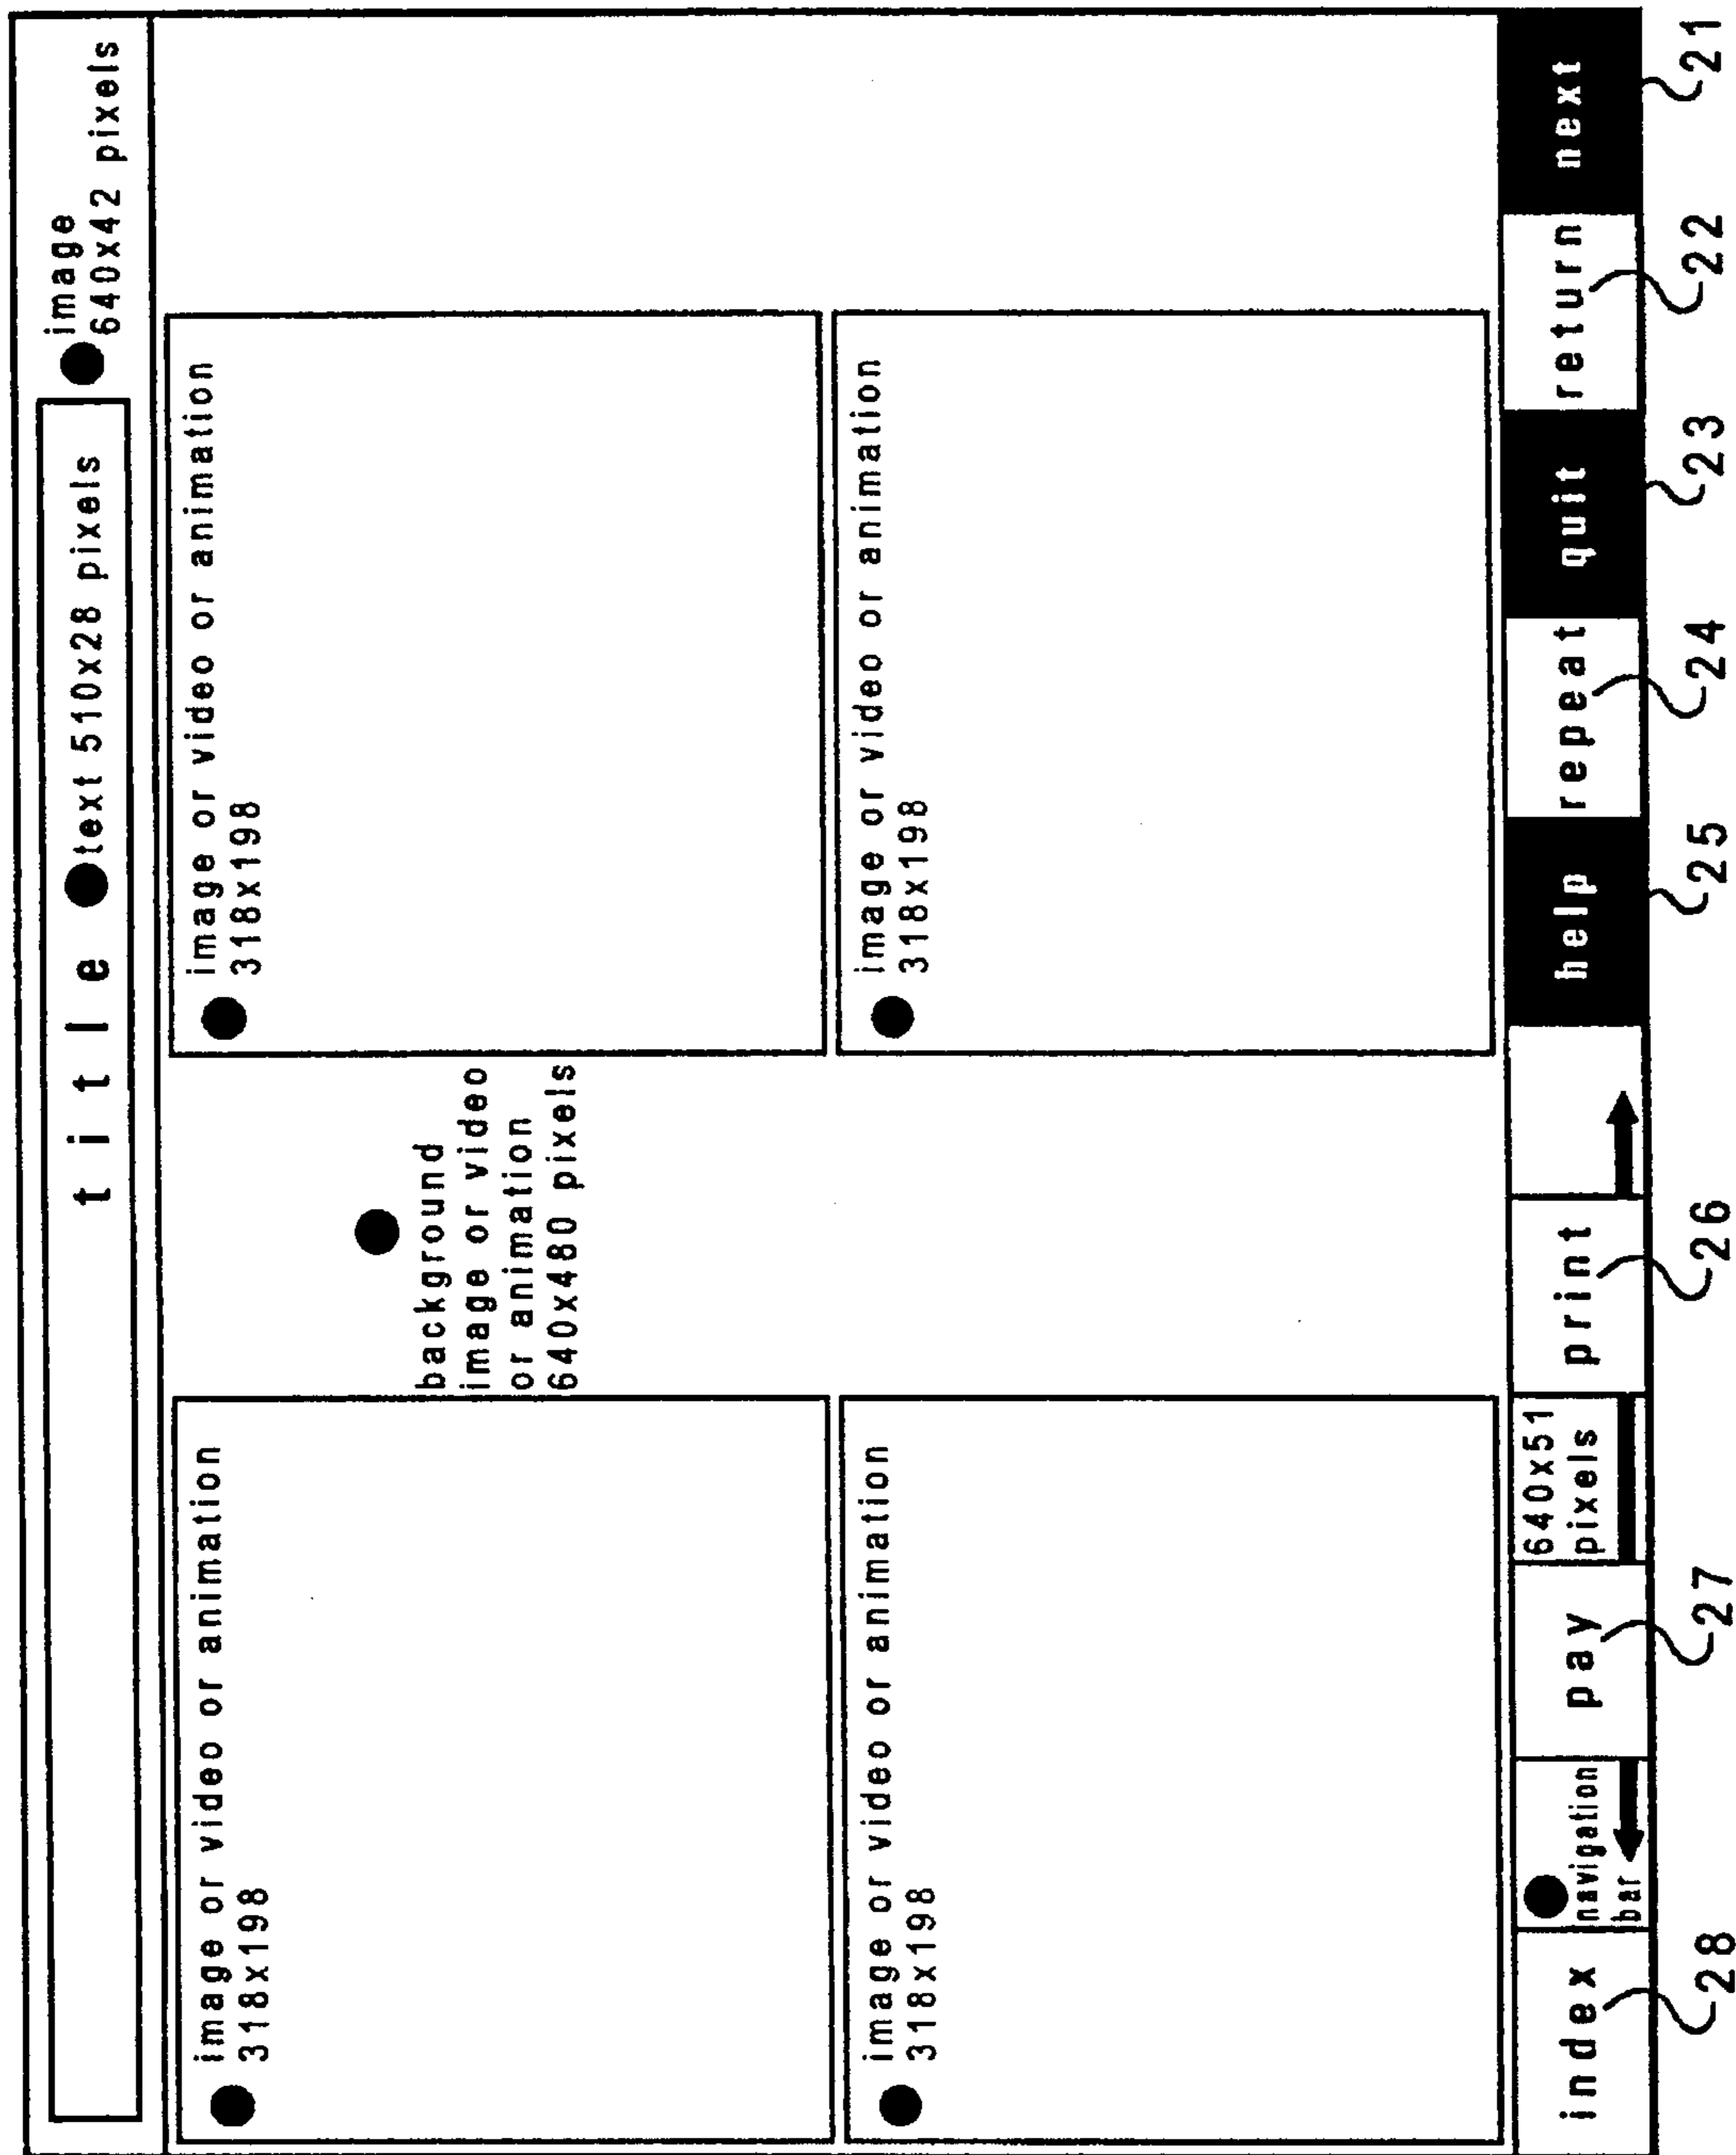 title
text 510x28 pixels
image
640x42 pixels
image or video or animation
318x198
background
image or video
or animation
640x480 pixels
image or video or animation
318x198
image or video or animation
318x198
image or video or animation
318x198
index
navigation
bar
pay
640x51
pixels
print
help
repeat
quit
return
next
28
27
26
25
24
23
22
21